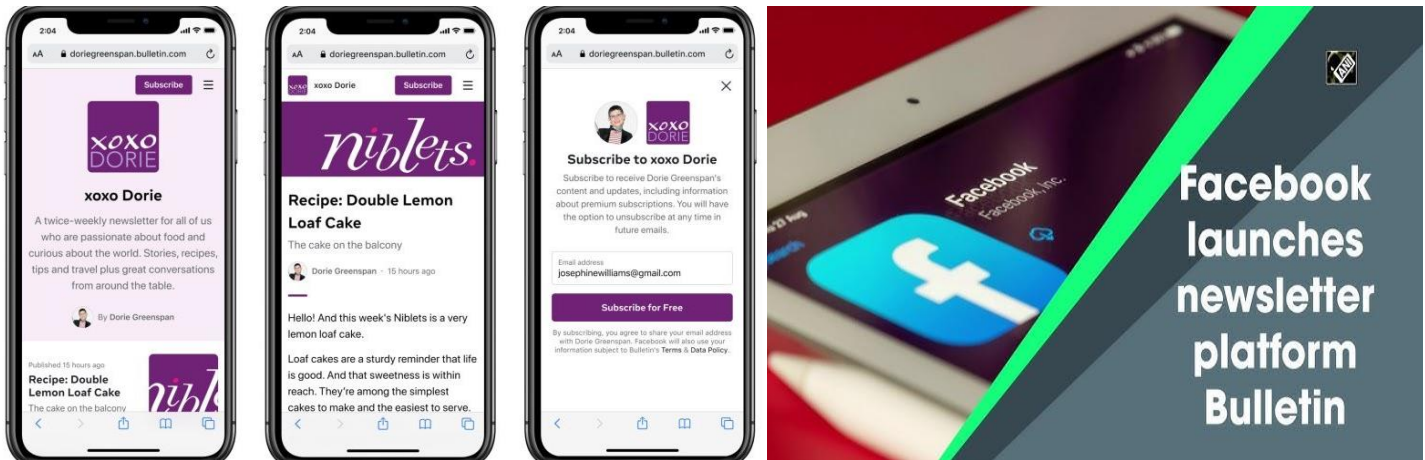 2:04
AA doriegreenspan.bulletin.com
Subscribe
xoxo
DORIE
xoxo Dorie
A twice-weekly newsletter for all of us
who are passionate about food and
curious about the world. Stories, recipes,
tips and travel plus great conversations
from around the table.
By Dorie Greenspan
Published 15 hours ago
Recipe: Double
Lemon Loaf Cake
The cake on the balcony
nibl
2:04
AA doriegreenspan.bulletin.com
xoxo
xoxo Dorie
Subscribe
niblets.
Recipe: Double Lemon
Loaf Cake
The cake on the balcony
Dorie Greenspan · 15 hours ago
Hello! And this week's Niblets is a very
lemon loaf cake.
Loaf cakes are a sturdy reminder that life
is good. And that sweetness is within
reach. They're among the simplest
cakes to make and the easiest to serve.
2:04
AA doriegreenspan.bulletin.com
xoxo
DORIE
Subscribe to xoxo Dorie
Subscribe to receive Dorie Greenspan's
content and updates, including information
about premium subscriptions. You will have
the option to unsubscribe at any time in
future emails.
Email address
josephinewilliams@gmail.com
Subscribe for Free
By subscribing, you agree to share your email address
with Dorie Greenspan. Facebook will also use your
information subject to Bulletin's Terms & Data Policy.
Facebook
Facebook, Inc.
27 Aug
f
ANI
Facebook
launches
newsletter
platform
Bulletin